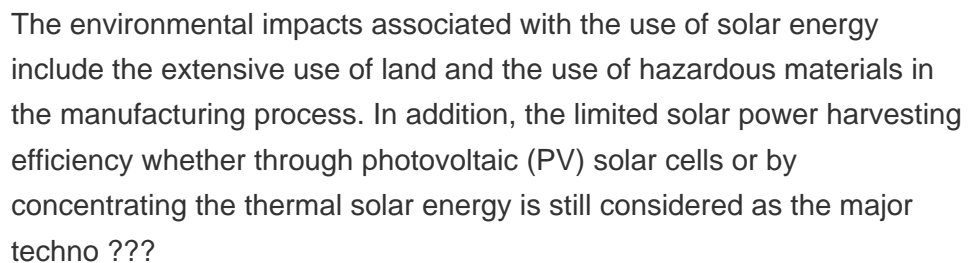 The environmental impacts associated with the use of solar energy
include the extensive use of land and the use of hazardous materials in
the manufacturing process. In addition, the limited solar power harvesting
efficiency whether through photovoltaic (PV) solar cells or by
concentrating the thermal solar energy is still considered as the major
techno ???